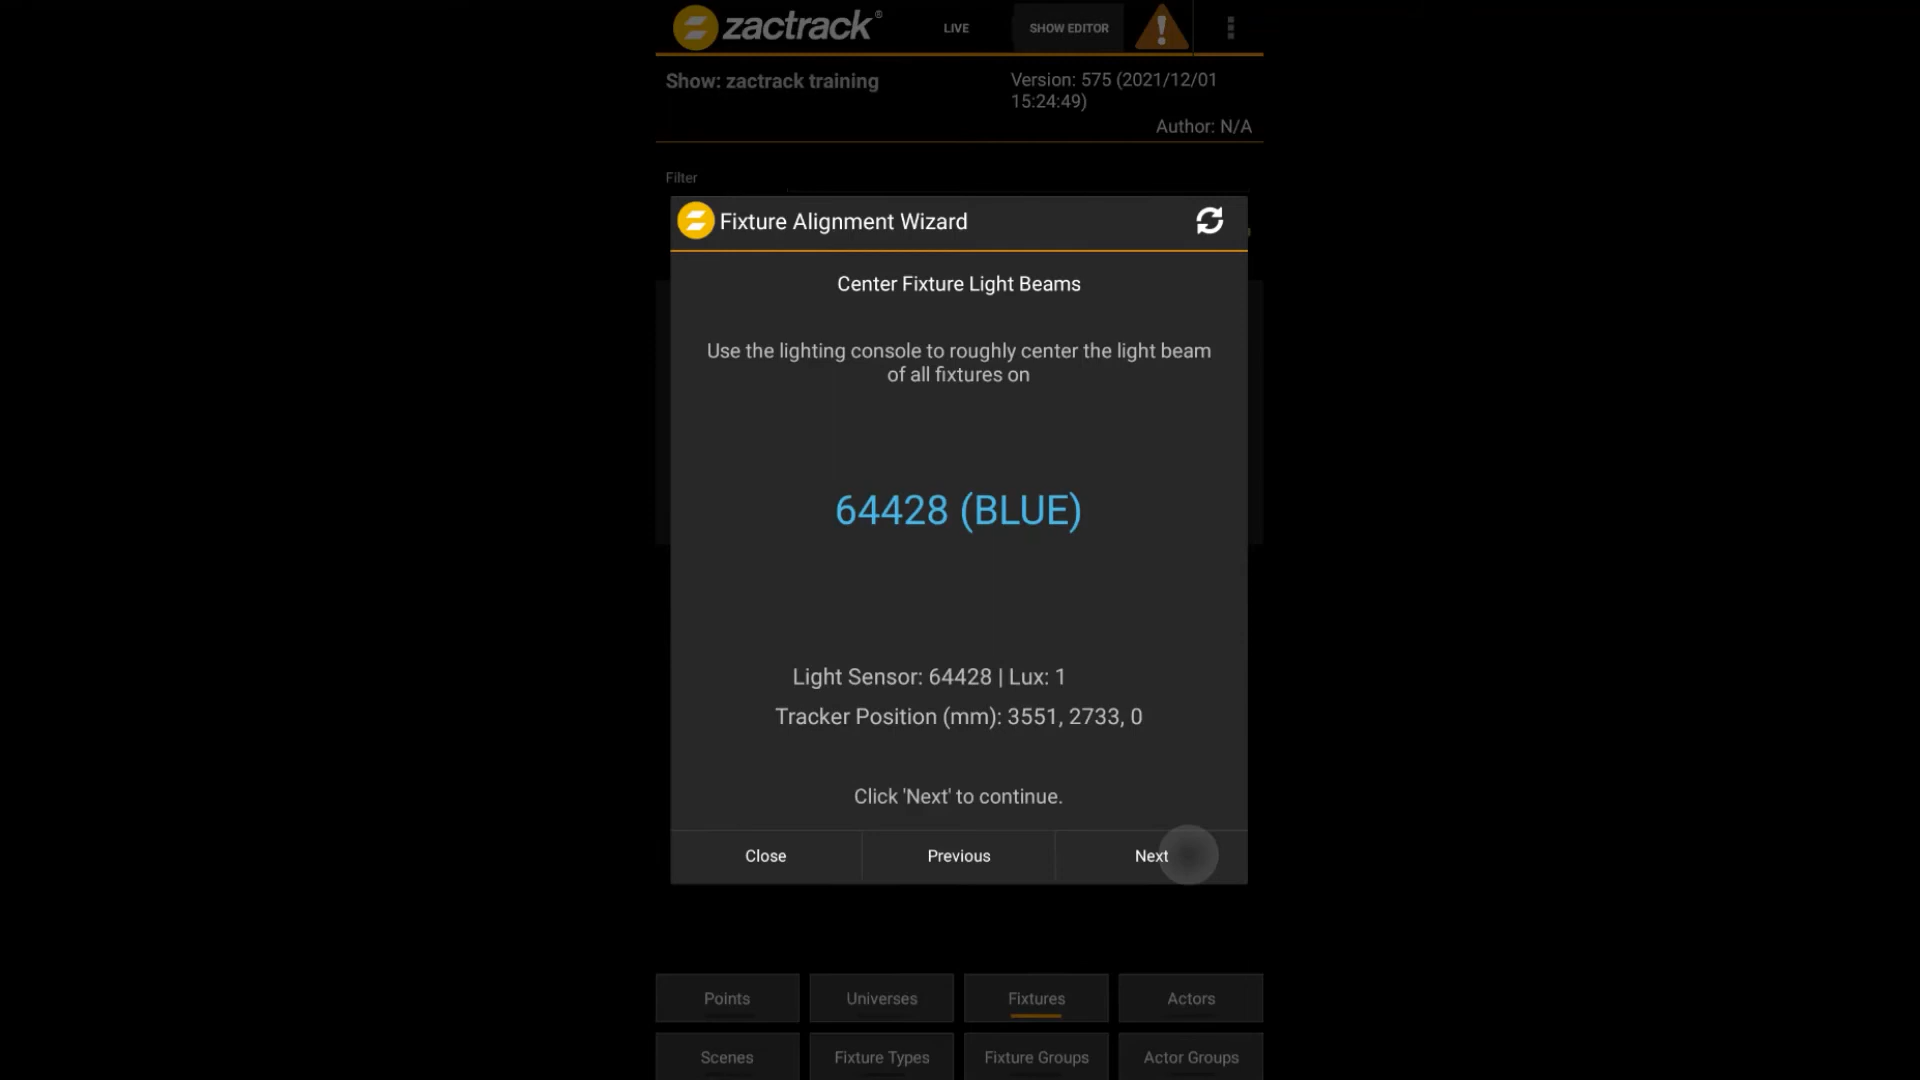 zactrack®
LIVE
SHOW EDITOR
Show: zactrack training
Version: 575 (2021/12/01
15:24:49)
Author: N/A
Filter
Fixture Alignment Wizard
Center Fixture Light Beams
Use the lighting console to roughly center the light beam
of all fixtures on
64428 (BLUE)
Light Sensor: 64428 | Lux: 1
Tracker Position (mm): 3551, 2733, 0
Click 'Next' to continue.
Close
Previous
Next
Points
Universes
Fixtures
Actors
Scenes
Fixture Types
Fixture Groups
Actor Groups